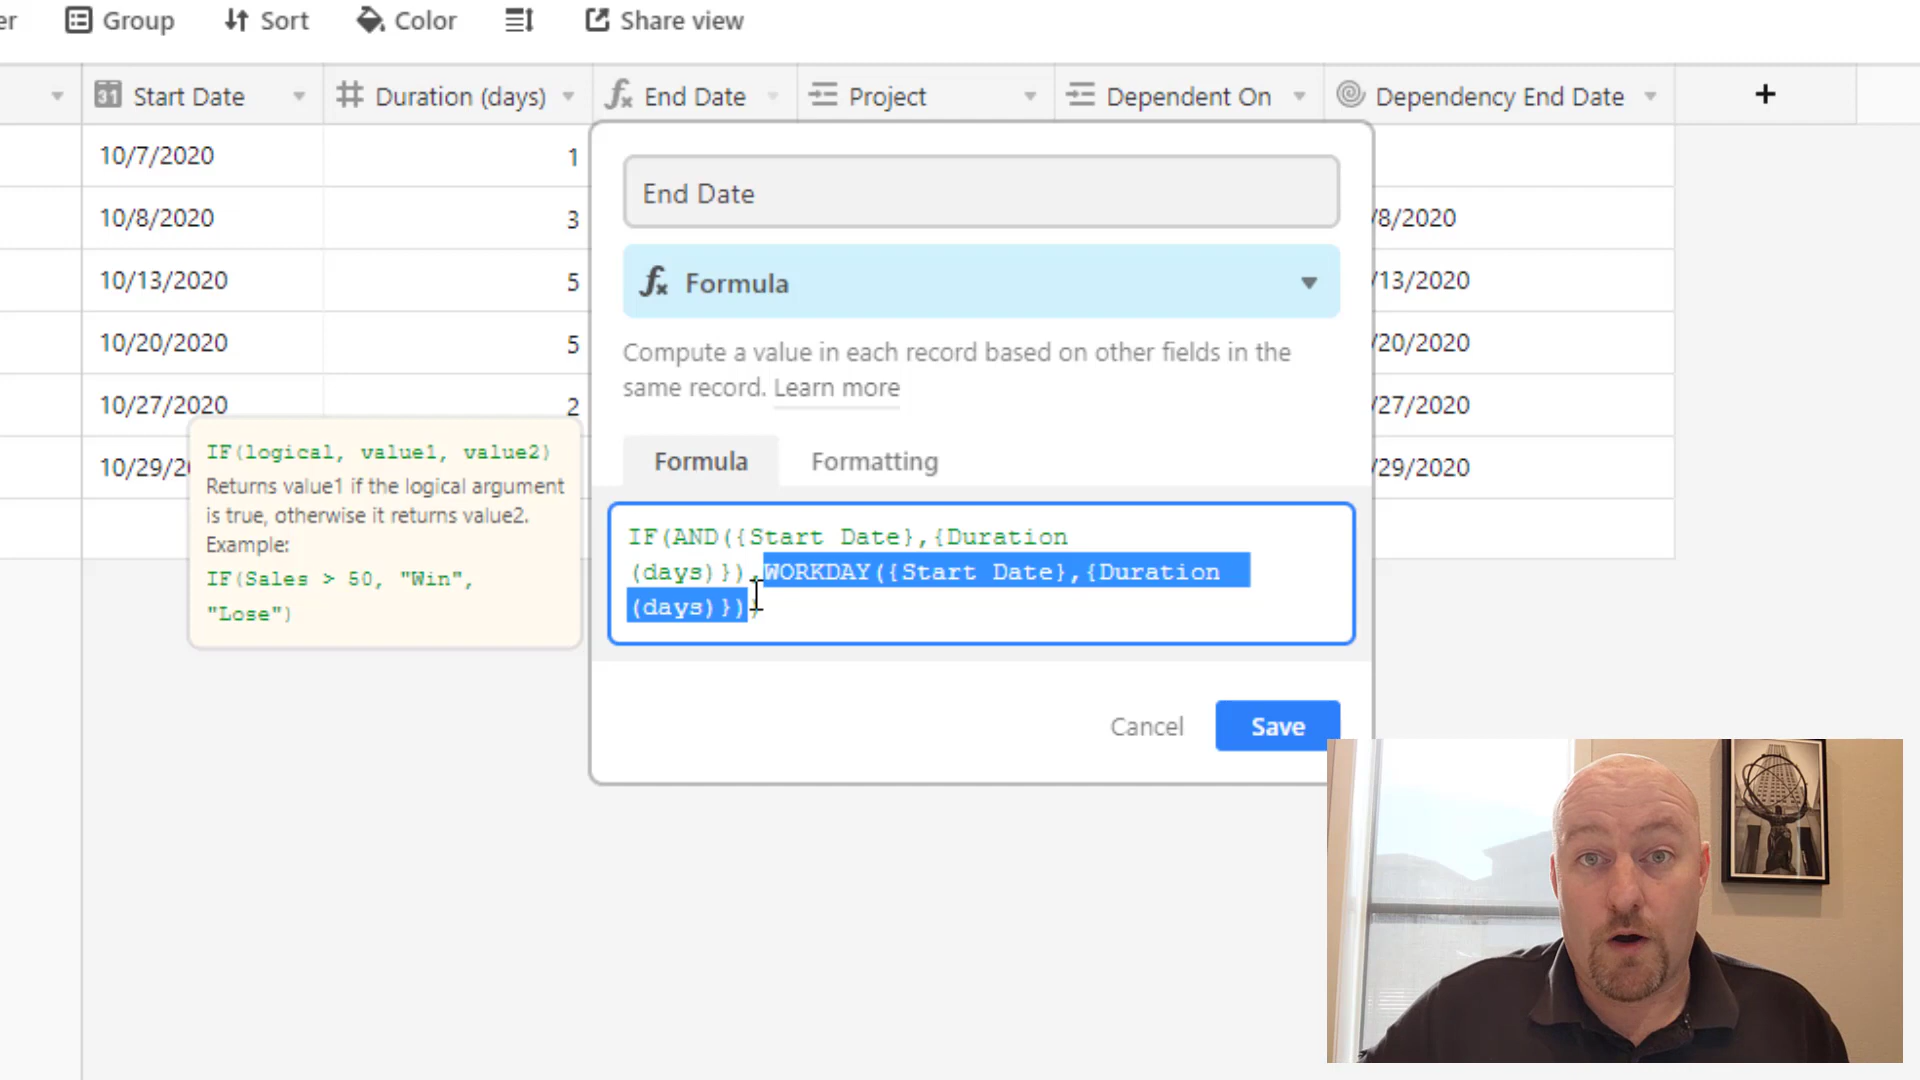 er Group Sort Color Share view
31 Start Date Duration (days) End Date Project Dependent On Dependency End Date +
10/7/2020 1
10/8/2020 3 /8/2020
10/13/2020 5 /13/2020
10/20/2020 5 /20/2020
10/27/2020 2 /27/2020
10/29/20 /29/2020
End Date
Formula
Compute a value in each record based on other fields in the
same record. Learn more
Formula Formatting
IF(AND({Start Date},{Duration
(days)}),WORKDAY({Start Date},{Duration
(days)}))
IF(logical, value1, value2)
Returns value1 if the logical argument
is true, otherwise it returns value2.
Example:
IF(Sales > 50, "Win",
"Lose")
Cancel Save